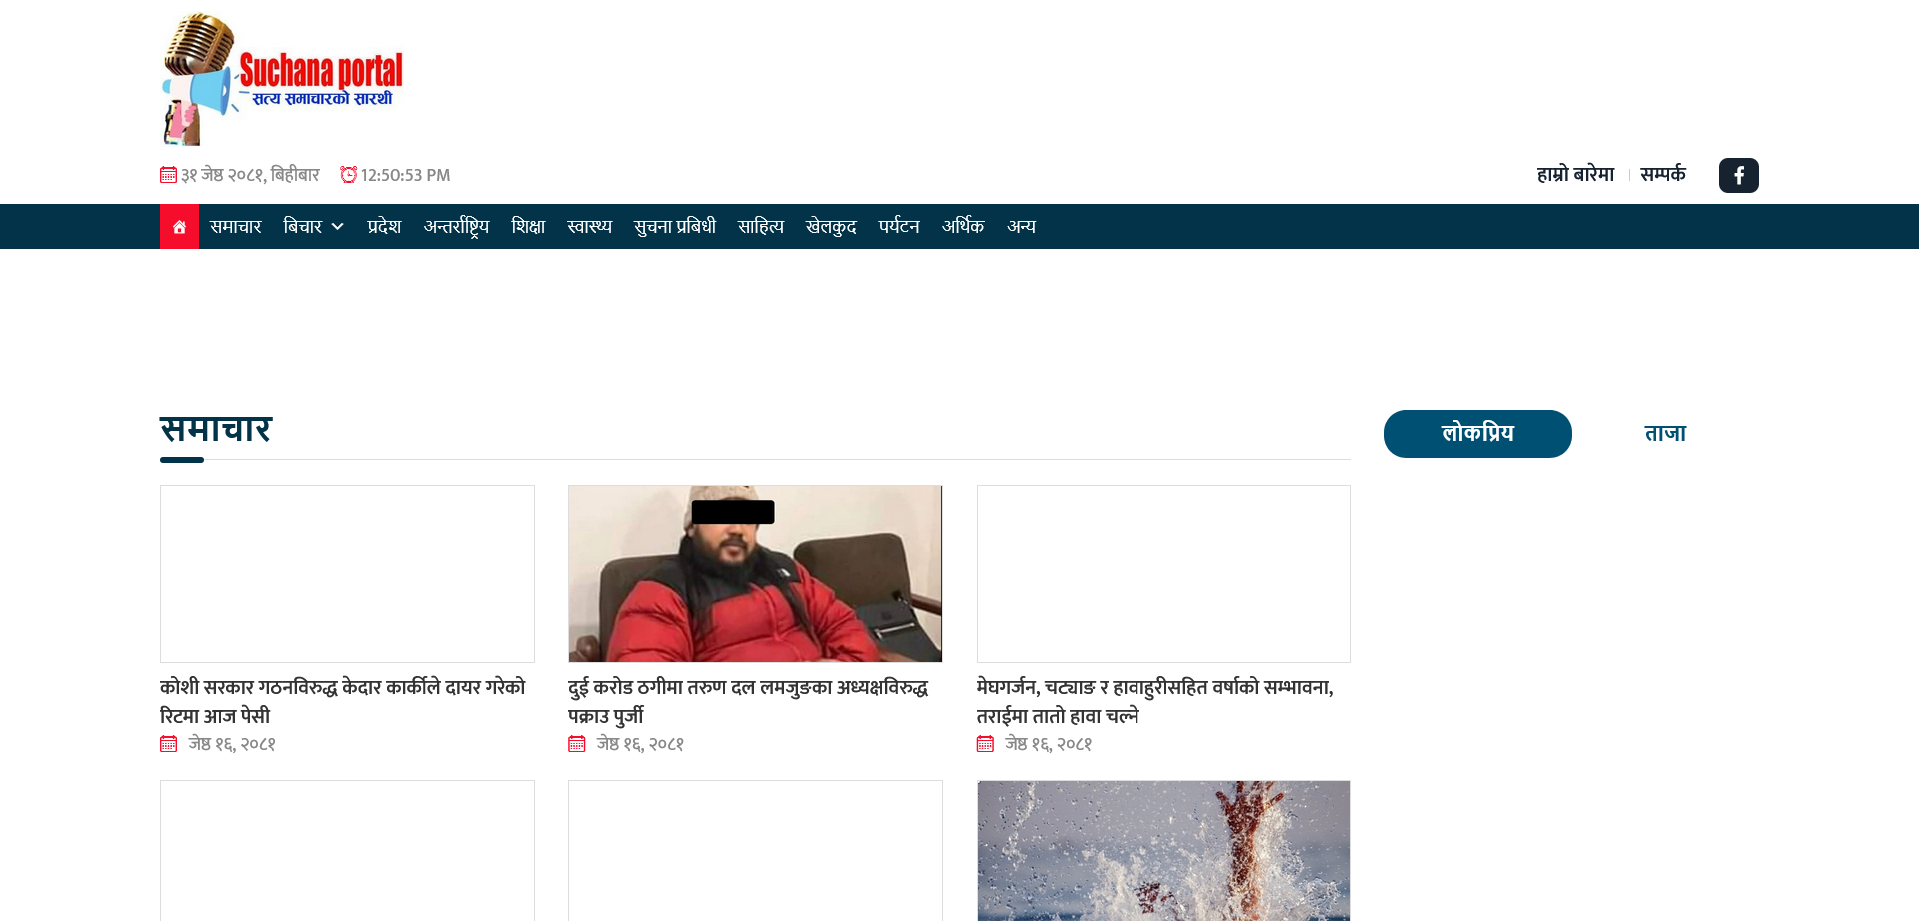 Suchana portal
सत्य समाचारको सारथी
३१ जेष्ठ २०८१, बिहीबार 12:50:53 PM
हाम्रो बारेमा
सम्पर्क
समाचार बिचार प्रदेश अन्तर्राष्ट्रिय शिक्षा स्वास्थ्य सुचना प्रबिधी साहित्य खेलकुद पर्यटन अर्थिक अन्य
समाचार
लोकप्रिय
ताजा
कोशी सरकार गठनविरुद्ध केदार कार्कीले दायर गरेको
रिटमा आज पेसी
जेष्ठ १६, २०८१
दुई करोड ठगीमा तरुण दल लमजुङका अध्यक्षविरुद्ध
पक्राउ पुर्जी
जेष्ठ १६, २०८१
मेघगर्जन, चट्याङ र हावाहुरीसहित वर्षाको सम्भावना,
तराईमा तातो हावा चल्ने
जेष्ठ १६, २०८१